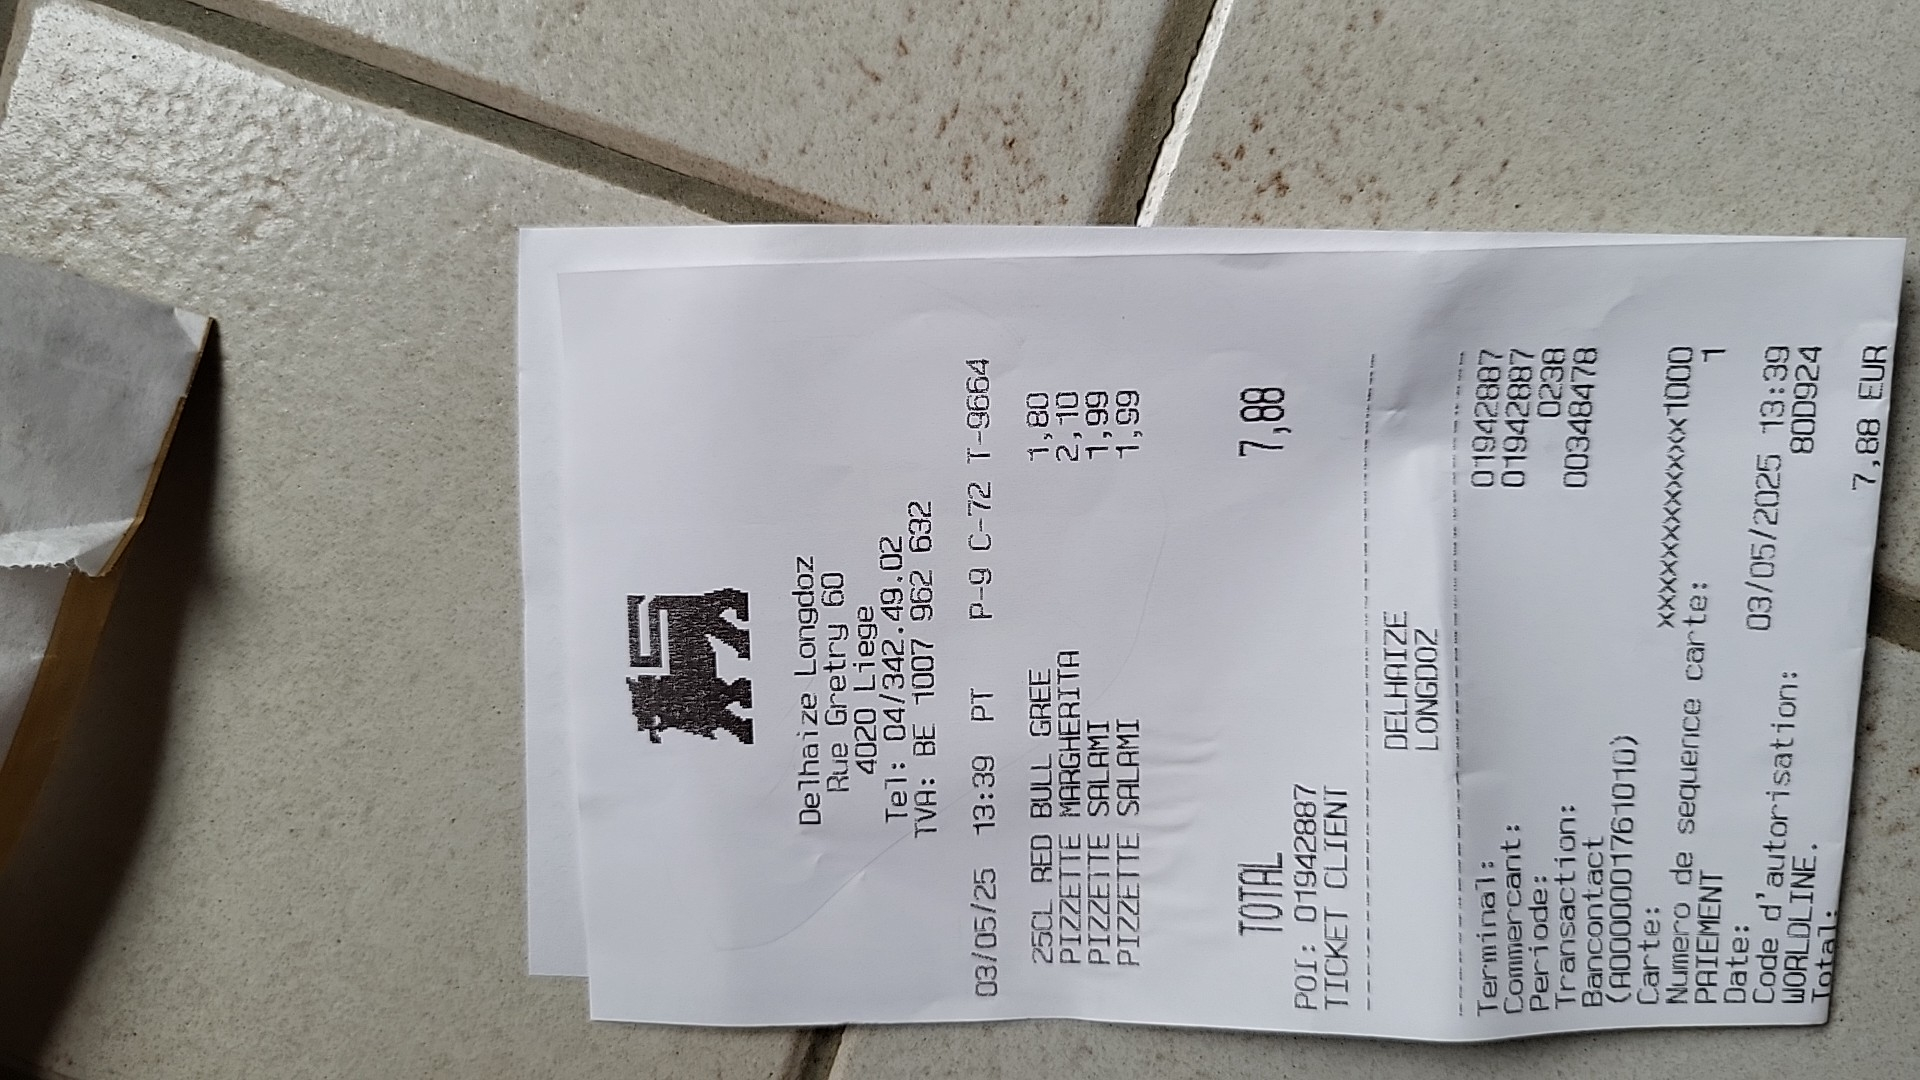 Delhaize Longdoz
Rue Gretry 60
4020 Liege
Tel: 04/342.49.02
TVA: BE 1007 962 632
03/05/25 13:39 PT P-9 C-72 T-9664
25CL RED BULL GREE 1,80
PIZZETTE MARGHERITA 2,10
PIZZETTE SALAMI 1,99
PIZZETTE SALAMI 1,99
TOTAL 7,88
POI: 01942887
TICKET CLIENT
DELHAIZE
LONGDOZ
Terminal: 01942887
Commercant: 01942887
Periode: 0238
Transaction: 00348478
Bancontact
(A0000001761010)
Carte: xxxxxxxxxxxxx1000
Numero de sequence carte: 1
PAIEMENT
Date: 03/05/2025 13:39
Code d'autorisation: 80D924
WORLDLINE.
Total: 7,88 EUR